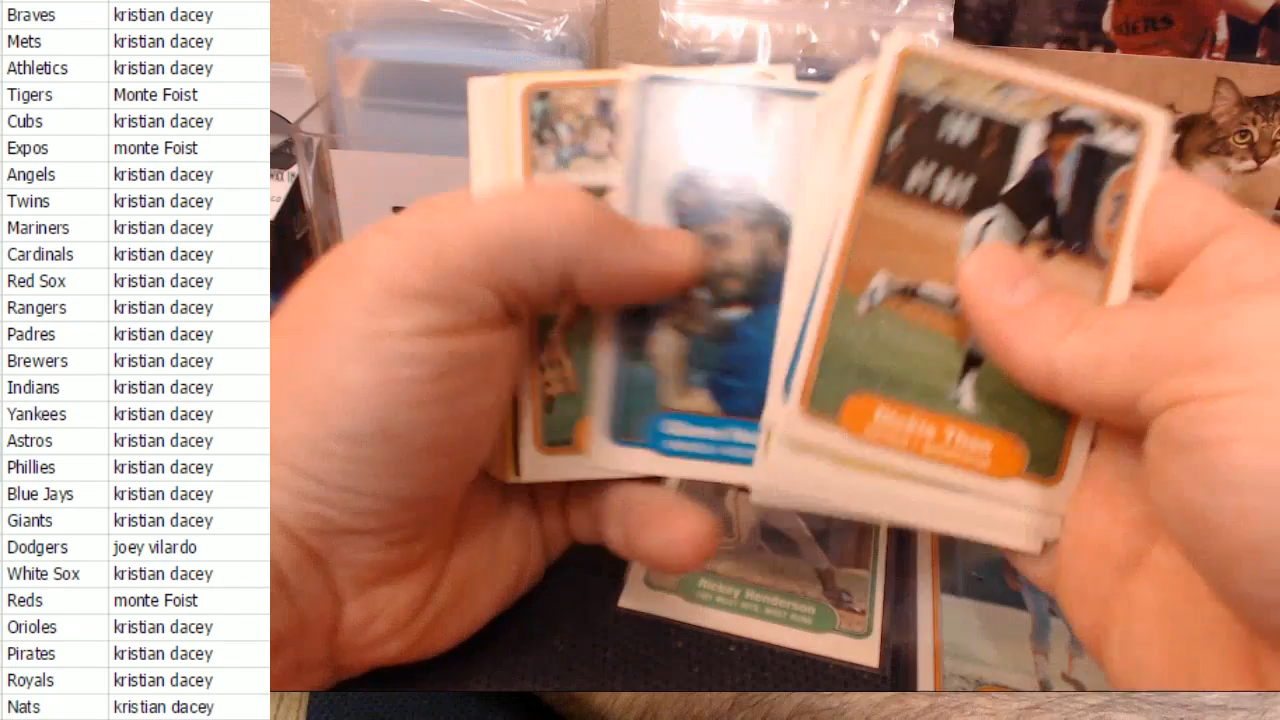 Braves kristian dacey
Mets kristian dacey
Athletics kristian dacey
Tigers Monte Foist
Cubs kristian dacey
Expos monte Foist
Angels kristian dacey
Twins kristian dacey
Mariners kristian dacey
Cardinals kristian dacey
Red Sox kristian dacey
Rangers kristian dacey
Padres kristian dacey
Brewers kristian dacey
Indians kristian dacey
Yankees kristian dacey
Astros kristian dacey
Phillies kristian dacey
Blue Jays kristian dacey
Giants kristian dacey
Dodgers joey vilardo
White Sox kristian dacey
Reds monte Foist
Orioles kristian dacey
Pirates kristian dacey
Royals kristian dacey
Nats kristian dacey
Dickie Thon
Rickey Henderson